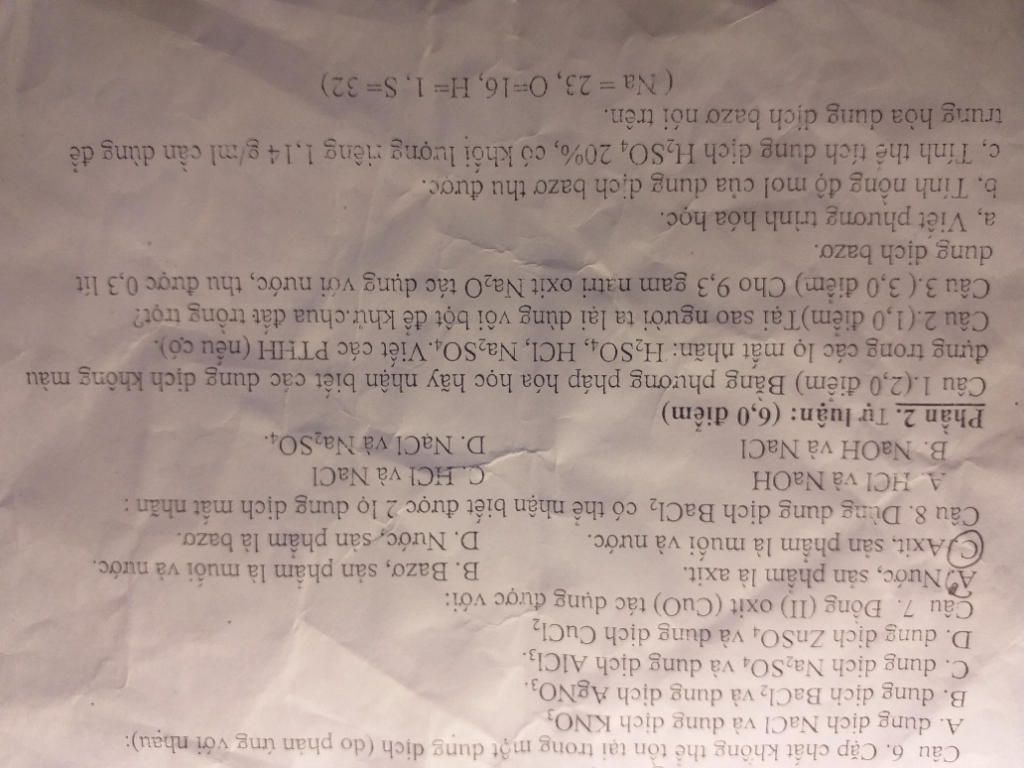 Câu 6. Cặp chất không thể tồn tại trong một dụng dịch (do phản ứng với nhau):
A. dung dịch NaCl và dung dịch KNO₃
B. dung dịch BaCl₂ và dung dịch AgNO₃.
C. dung dịch Na₂SO₄ và dung dịch AlCl₃.
D. dung dịch ZnSO₄ và dung dịch CuCl₂
Câu 7. Đồng (II) oxit (CuO) tác dụng được với:
A. Nước, sản phẩm là axit. B. Bazơ, sản phẩm là muối và nước.
C. Axit, sản phẩm là muối và nước. D. Nước, sản phẩm là bazơ.
Câu 8. Dùng dung dịch BaCl₂ có thể nhận biết được 2 lọ dung dịch mất nhãn :
A. HCl và NaOH C. HCl và NaCl
B. NaOH và NaCl D. NaCl và Na₂SO₄.
Phần 2. Tự luận: (6,0 điểm)
Câu 1.(2,0 điểm) Bằng phương pháp hóa học hãy nhận biết các dung dịch không màu
đựng trong các lọ mất nhãn: H₂SO₄, HCl, Na₂SO₄. Viết các PTHH (nếu có).
Câu 2.(1,0 điểm)Tại sao người ta lại dùng vôi bột để khử.chua đất trồng trọt?
Câu 3.(3,0 điểm) Cho 9,3 gam natri oxit Na₂O tác dụng với nước, thu được 0,3 lít
dung dịch bazơ.
a, Viết phương trình hóa học.
b. Tính nồng độ mol của dung dịch bazơ thu được.
c, Tính thể tích dung dịch H₂SO₄ 20%, có khối lượng riêng 1,14 g/ml cần dùng để
trung hòa dung dịch bazơ nói trên.
( Na = 23, O=16, H= 1, S= 32)